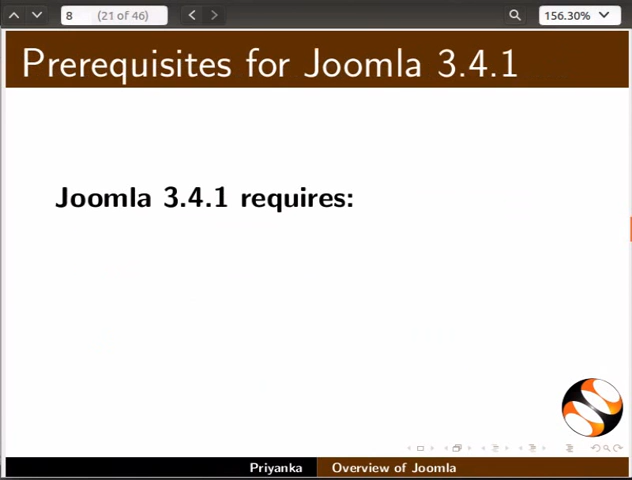 8 (21 of 46) 156.30%
Prerequisites for Joomla 3.4.1
Joomla 3.4.1 requires:
Priyanka Overview of Joomla